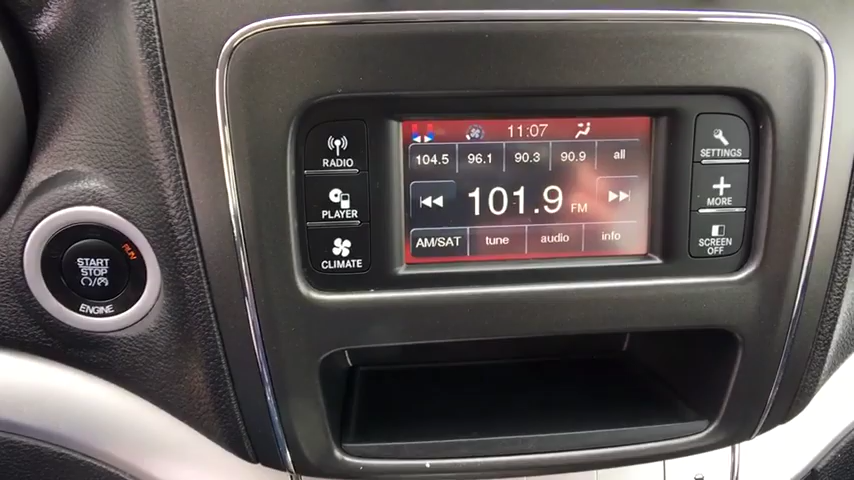 11:07
104.5 96.1 90.3 90.9 all
101.9 FM
AM/SAT tune audio info
RADIO
PLAYER
CLIMATE
SETTINGS
MORE
SCREEN
OFF
RUN
START
STOP
ENGINE